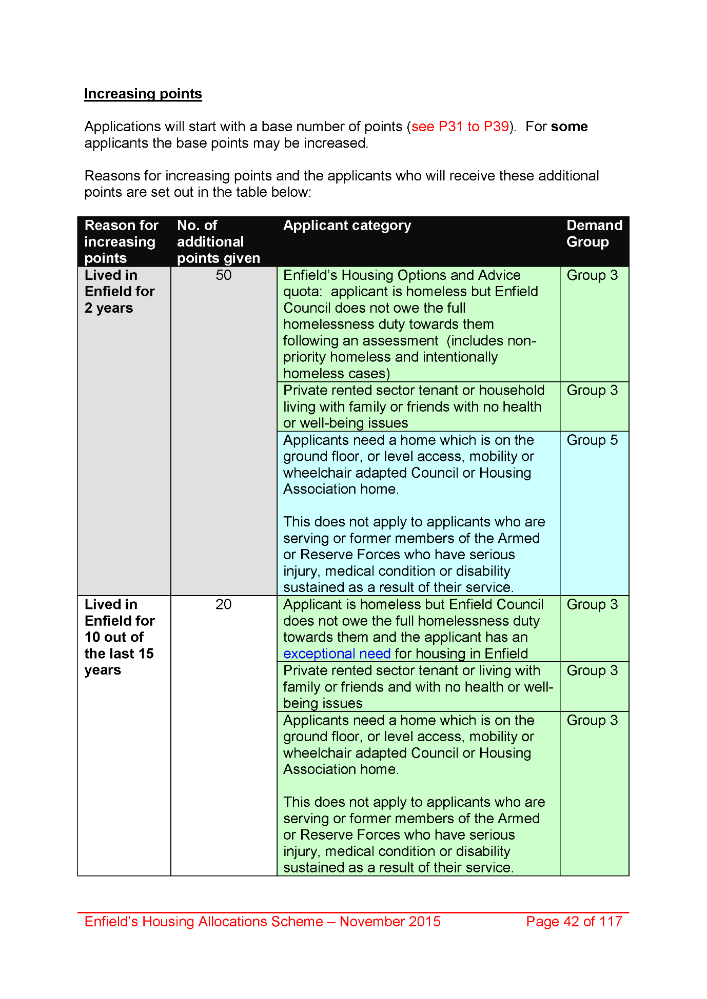 Increasing points
Applications will start with a base number of points (see P31 to P39).  For some
applicants the base points may be increased.
Reasons for increasing points and the applicants who will receive these additional
points are set out in the table below:
Reason for
increasing
points
No. of
additional
points given
Applicant category
Demand
Group
Lived in
Enfield for
2 years
50
Enfield’s Housing Options and Advice
quota:  applicant is homeless but Enfield
Council does not owe the full
homelessness duty towards them
following an assessment  (includes non-
priority homeless and intentionally
homeless cases)
Group 3
Private rented sector tenant or household
living with family or friends with no health
or well-being issues
Group 3
Applicants need a home which is on the
ground floor, or level access, mobility or
wheelchair adapted Council or Housing
Association home.
This does not apply to applicants who are
serving or former members of the Armed
or Reserve Forces who have serious
injury, medical condition or disability
sustained as a result of their service.
Group 5
Lived in
Enfield for
10 out of
the last 15
years
20
Applicant is homeless but Enfield Council
does not owe the full homelessness duty
towards them and the applicant has an
exceptional need for housing in Enfield
Group 3
Private rented sector tenant or living with
family or friends and with no health or well-
being issues
Group 3
Applicants need a home which is on the
ground floor, or level access, mobility or
wheelchair adapted Council or Housing
Association home.
This does not apply to applicants who are
serving or former members of the Armed
or Reserve Forces who have serious
injury, medical condition or disability
sustained as a result of their service.
Group 3
Enfield’s Housing Allocations Scheme – November 2015
Page 42 of 117